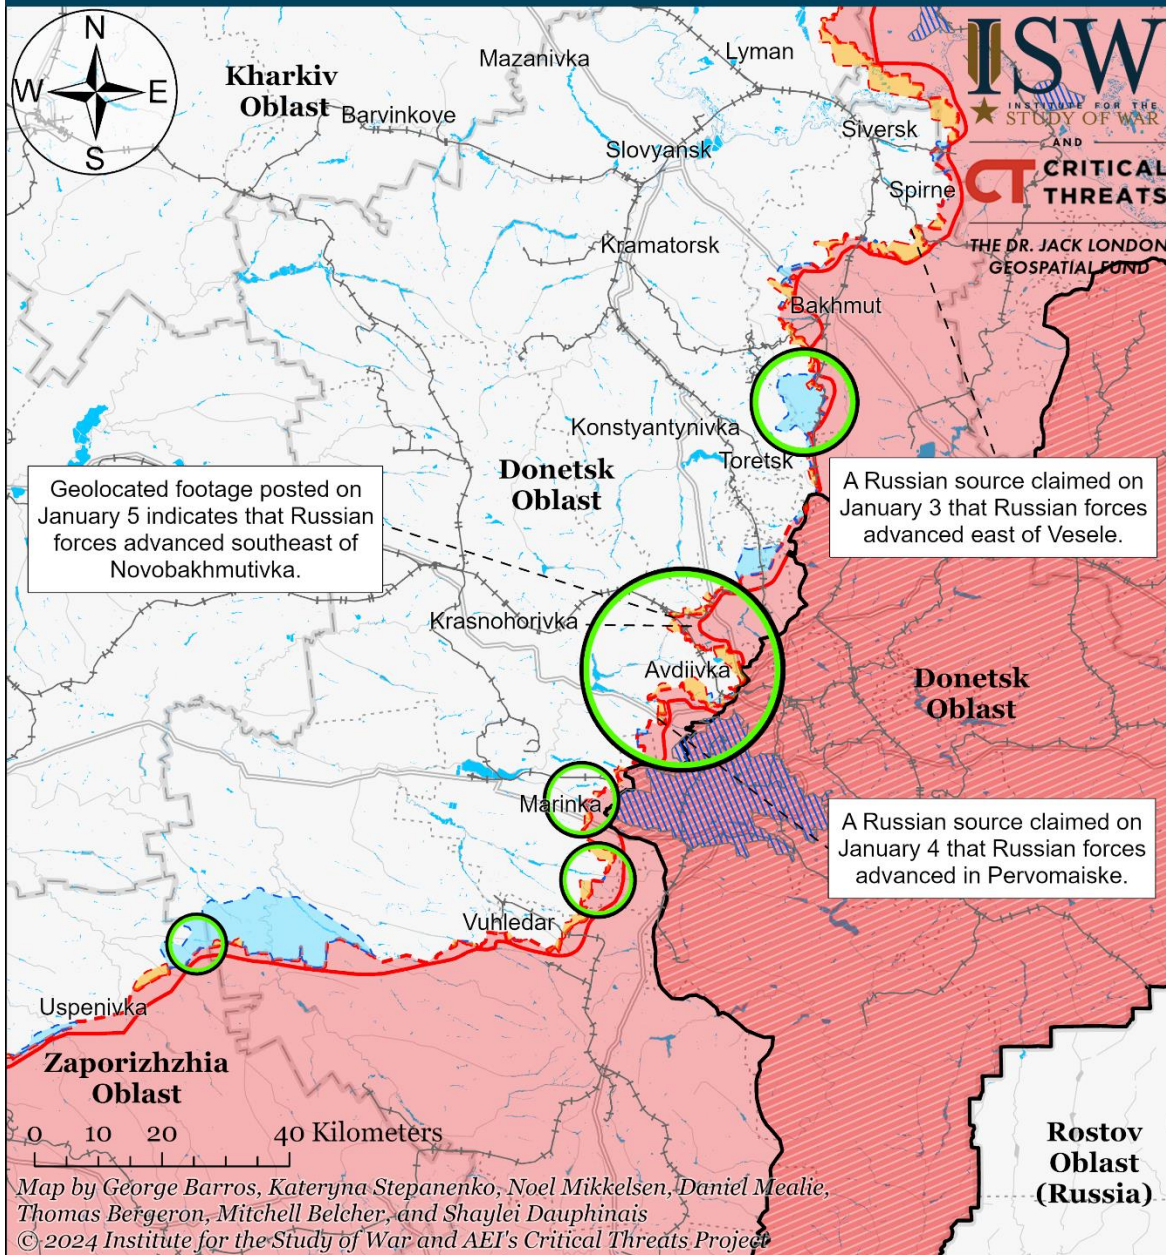 N
W
E
S
Kharkiv
Oblast
Mazanivka
Lyman
Barvinkove
Slovyansk
Siversk
Spirne
Kramatorsk
Bakhmut
ISW
INSTITUTE FOR THE
STUDY OF WAR
AND
CT CRITICAL
THREATS
THE DR. JACK LONDON
GEOSPATIAL FUND
Konstyantynivka
Toretsk
Donetsk
Oblast
Geolocated footage posted on
January 5 indicates that Russian
forces advanced southeast of
Novobakhmutivka.
A Russian source claimed on
January 3 that Russian forces
advanced east of Vesele.
Krasnohorivka
Avdiivka
Donetsk
Oblast
Marinka
A Russian source claimed on
January 4 that Russian forces
advanced in Pervomaiske.
Vuhledar
Uspenivka
Zaporizhzhia
Oblast
0 10 20 40 Kilometers
Rostov
Oblast
(Russia)
Map by George Barros, Kateryna Stepanenko, Noel Mikkelsen, Daniel Mealie,
Thomas Bergeron, Mitchell Belcher, and Shaylei Dauphinais
© 2024 Institute for the Study of War and AEI's Critical Threats Project